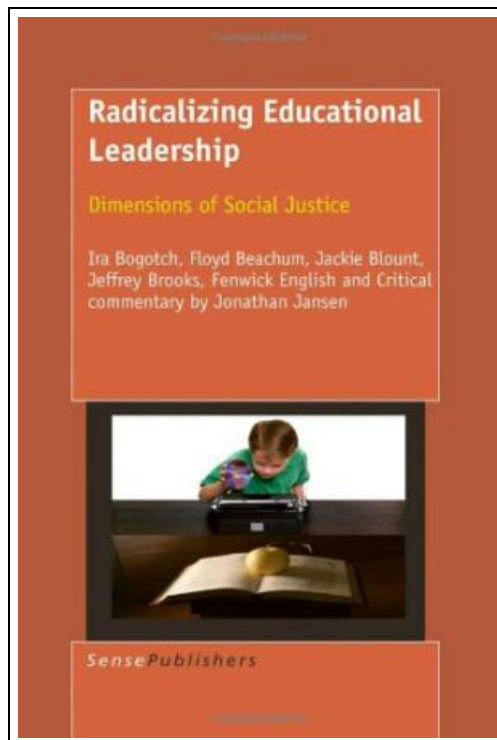 Radicalizing Educational
Leadership
Dimensions of Social Justice
Ira Bogotch, Floyd Beachum, Jackie Blount,
Jeffrey Brooks, Fenwick English and Critical
commentary by Jonathan Jansen
SensePublishers